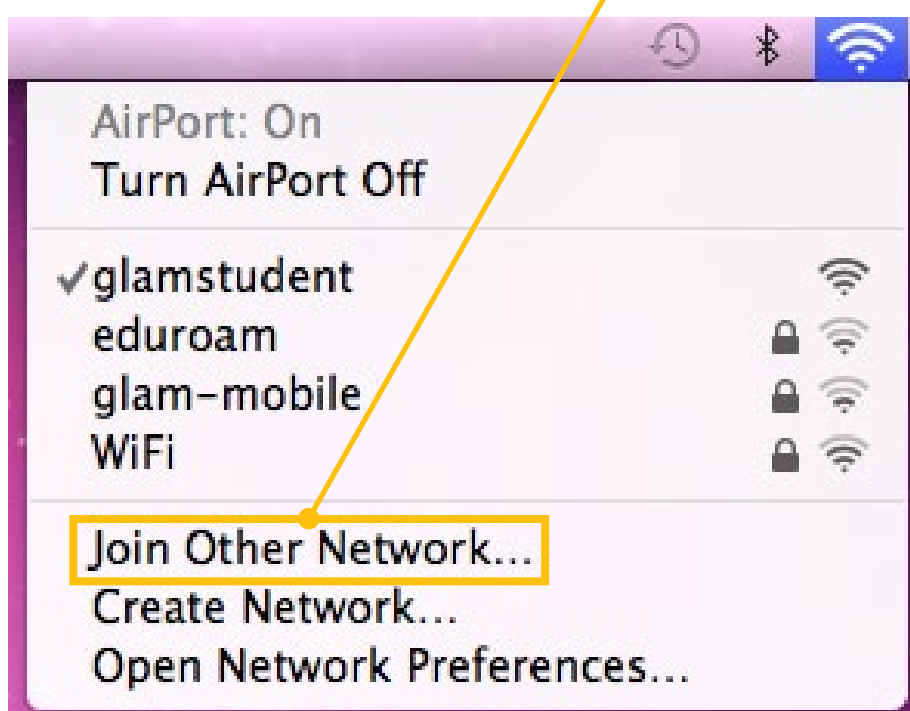 AirPort: On
Turn AirPort Off
✓glamstudent
eduroam
glam-mobile
WiFi
Join Other Network...
Create Network...
Open Network Preferences...